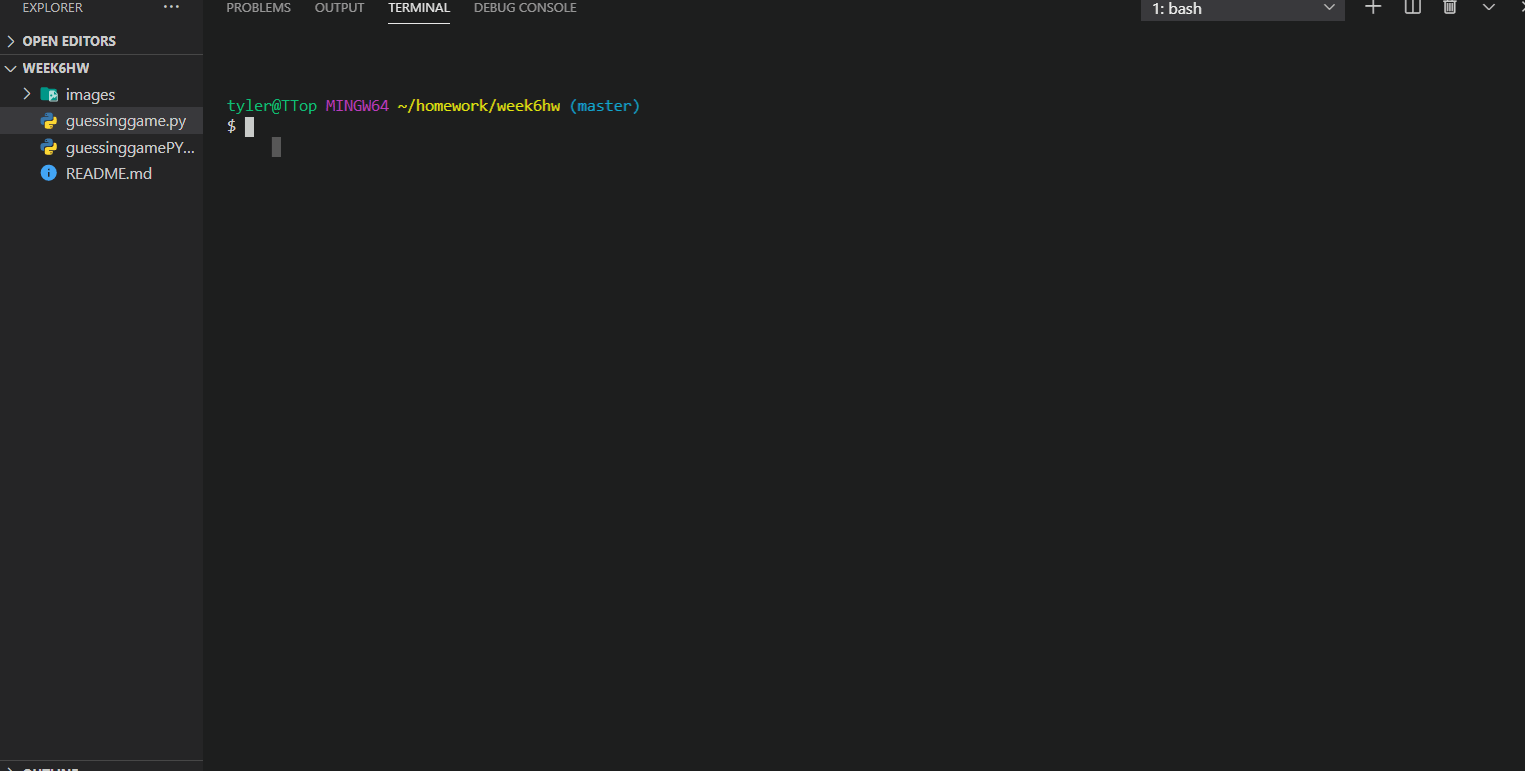 EXPLORER ...
OPEN EDITORS
WEEK6HW
images
guessinggame.py
guessinggamePY...
README.md
PROBLEMS OUTPUT TERMINAL DEBUG CONSOLE 1: bash
tyler@TTop MINGW64 ~/homework/week6hw (master)
$
OUTLINE